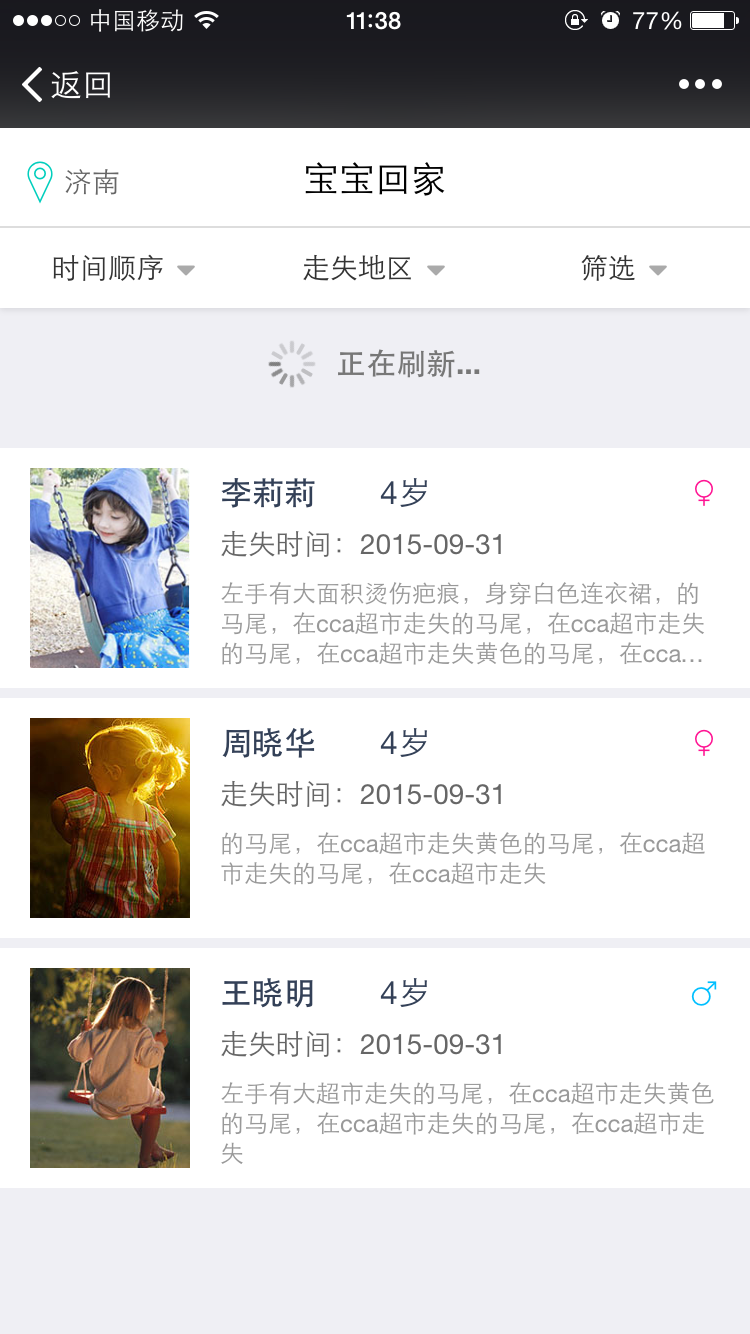 中国移动
11:38
77%
返回
济南
宝宝回家
时间顺序
走失地区
筛选
正在刷新...
李莉莉 4岁
走失时间：2015-09-31
左手有大面积烫伤疤痕，身穿白色连衣裙，的
马尾，在cca超市走失的马尾，在cca超市走失
的马尾，在cca超市走失黄色的马尾，在cca...
周晓华 4岁
走失时间：2015-09-31
的马尾，在cca超市走失黄色的马尾，在cca超
市走失的马尾，在cca超市走失
王晓明 4岁
走失时间：2015-09-31
左手有大超市走失的马尾，在cca超市走失黄色
的马尾，在cca超市走失的马尾，在cca超市走
失